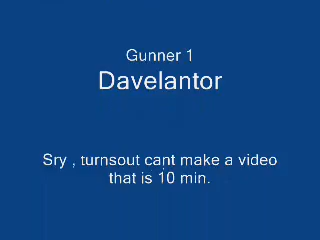 Gunner 1
Davelantor
Sry , turnsout cant make a video
that is 10 min.